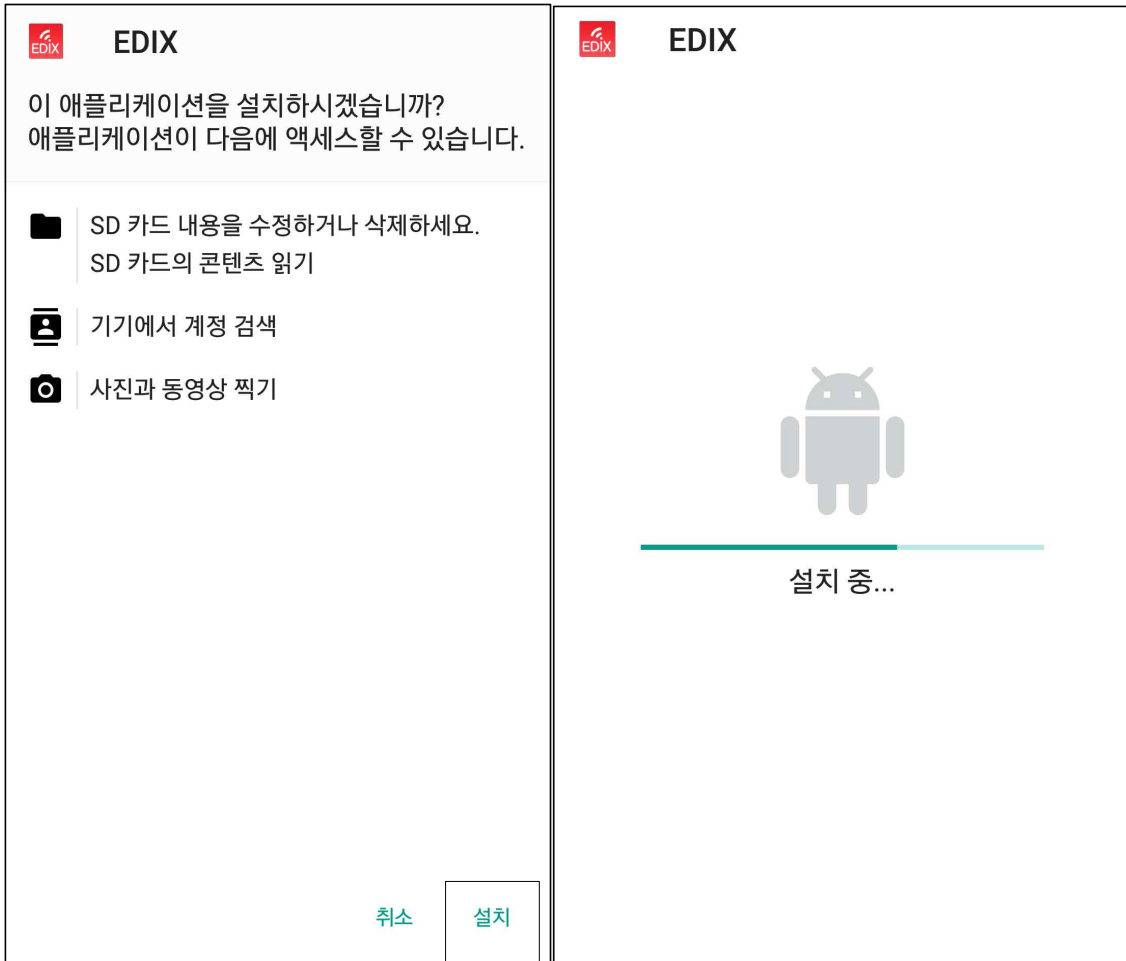 EDIX
EDIX
이 애플리케이션을 설치하시겠습니까?
애플리케이션이 다음에 액세스할 수 있습니다.
SD 카드 내용을 수정하거나 삭제하세요.
SD 카드의 콘텐츠 읽기
기기에서 계정 검색
사진과 동영상 찍기
취소
설치
EDIX
EDIX
설치 중...